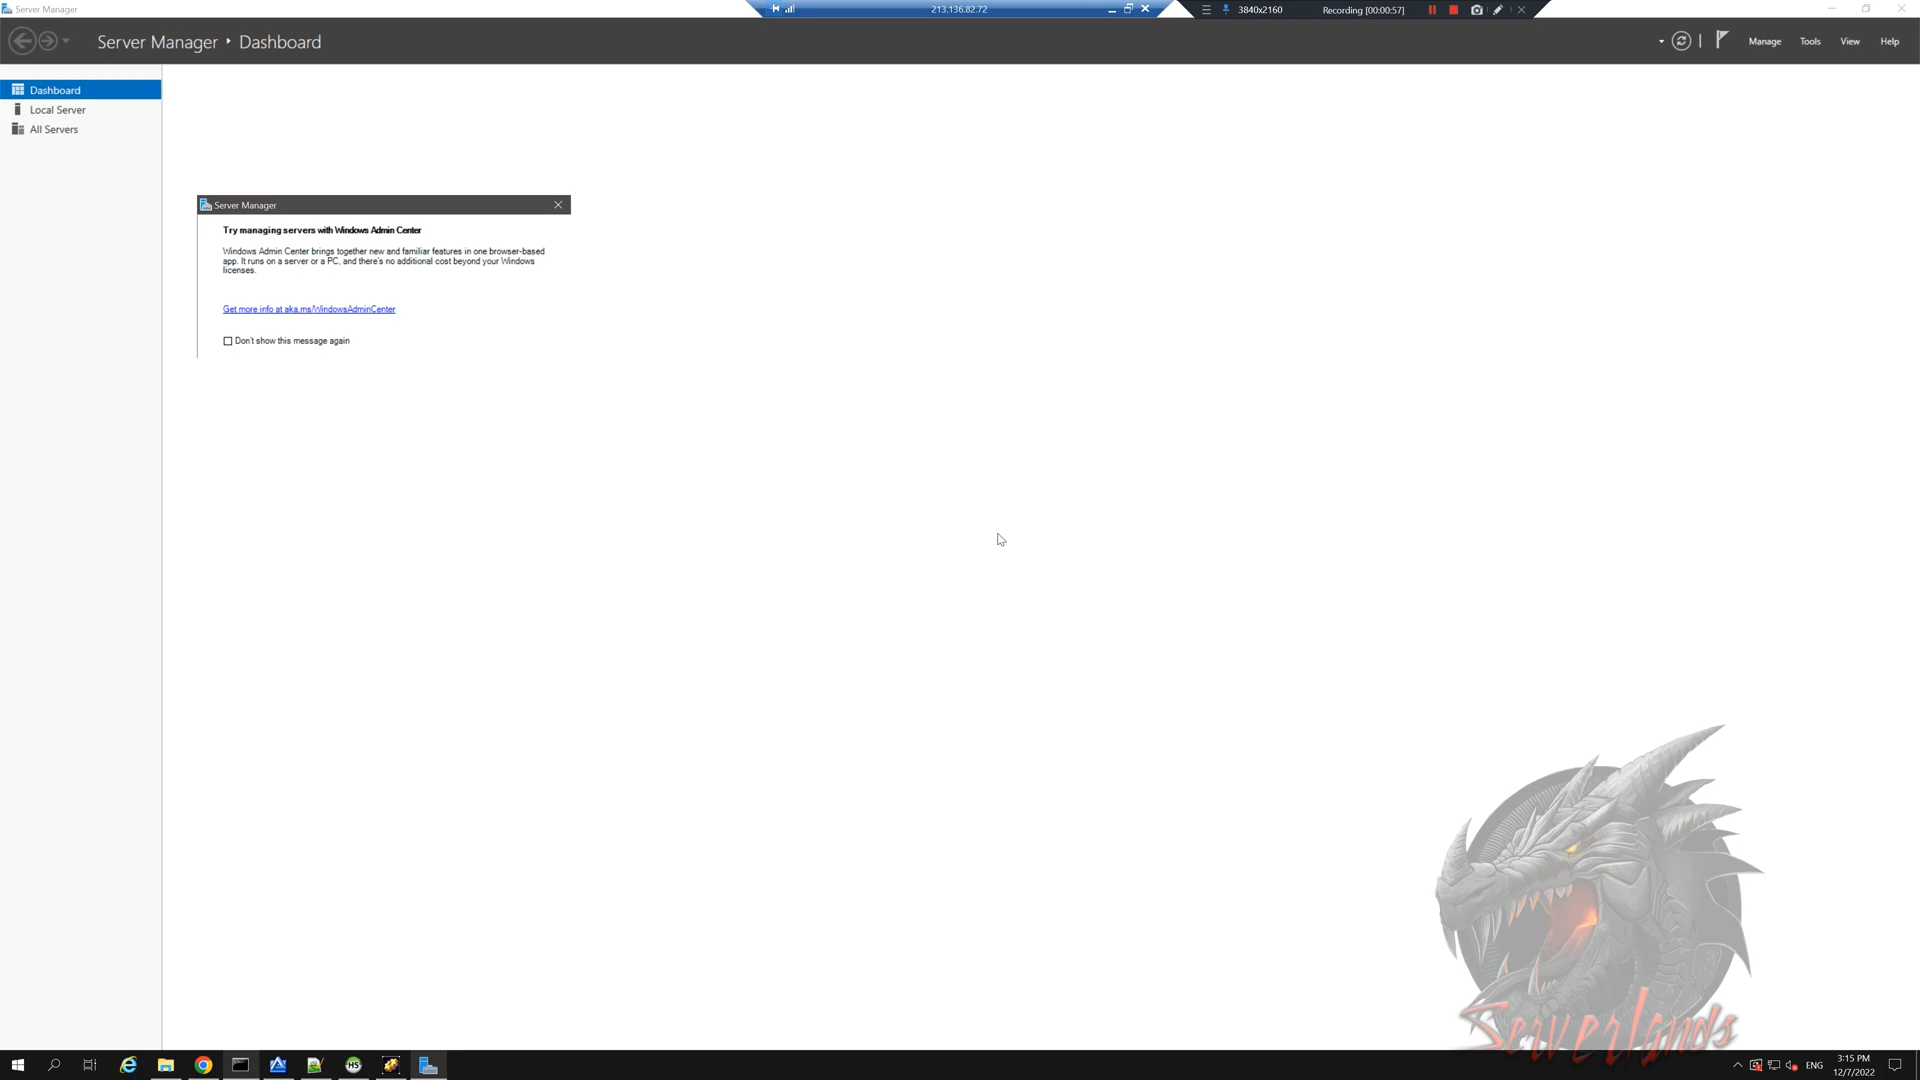 Server Manager
213.136.82.72
3840x2160
Recording [00:00:57]
Server Manager
Dashboard
Manage
Tools
View
Help
Dashboard
Local Server
All Servers
Server Manager
Try managing servers with Windows Admin Center
Windows Admin Center brings together new and familiar features in one browser-based
app. It runs on a server or a PC, and there's no additional cost beyond your Windows
licenses.
Get more info at aka.ms/WindowsAdminCenter
Don't show this message again
Serverlands
HS
ENG
3:15 PM
12/7/2022